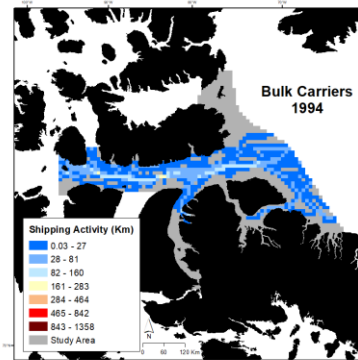 Bulk Carriers
1994
Shipping Activity (Km)
0.03 - 27
28 - 81
82 - 160
161 - 283
284 - 464
465 - 842
843 - 1358
Study Area
N
0 60 120 Km